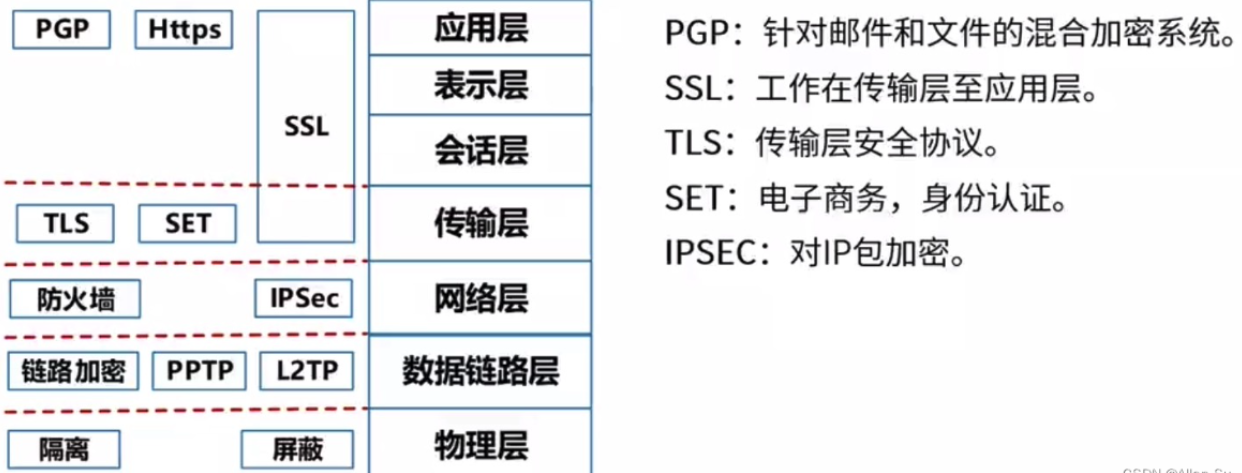 PGP Https 应用层 PGP：针对邮件和文件的混合加密系统。
表示层 SSL：工作在传输层至应用层。
SSL
会话层 TLS：传输层安全协议。
TLS SET 传输层 SET：电子商务，身份认证。
防火墙 IPSec 网络层 IPSEC：对IP包加密。
链路加密 PPTP L2TP 数据链路层
隔离 屏蔽 物理层